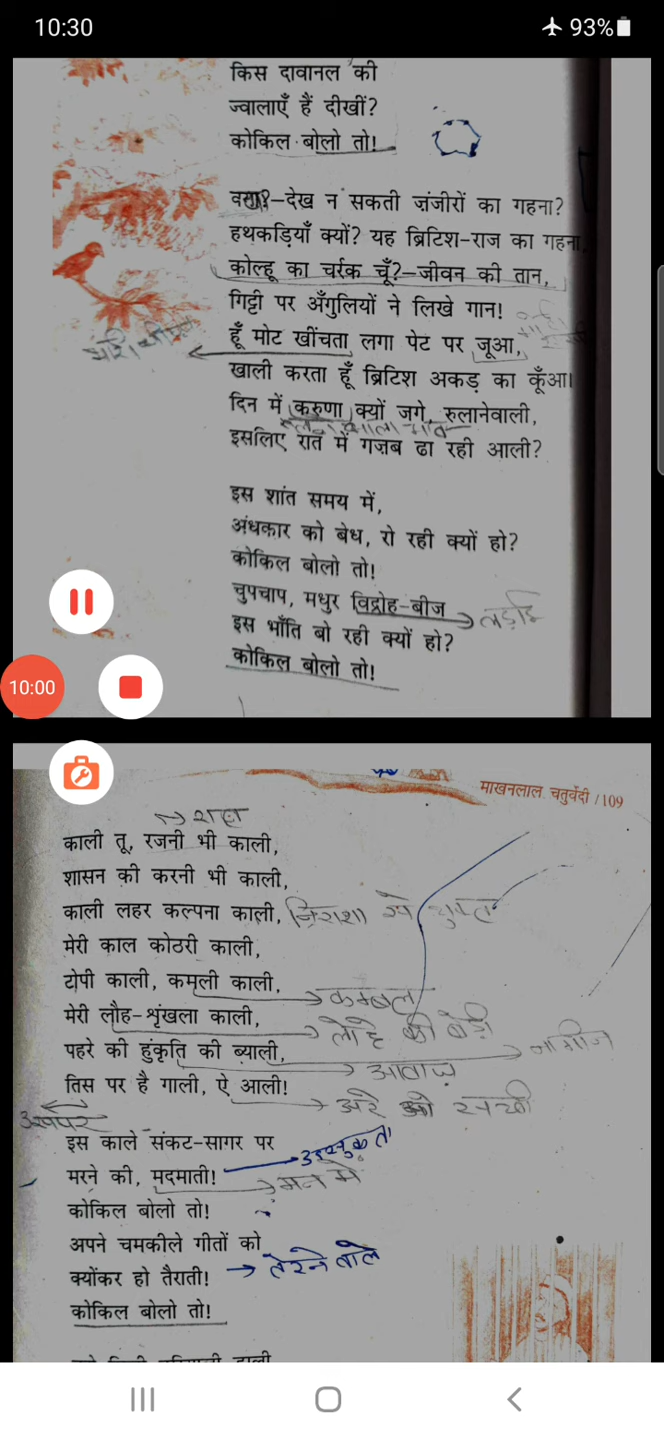 10:30
93%
किस दावानल की
ज्वालाएँ हैं दीखीं?
कोकिल बोलो तो!
क्या?–देख न सकती जंजीरों का गहना?
हथकड़ियाँ क्यों? यह ब्रिटिश-राज का गहना,
कोल्हू का चर्रक चूँ?–जीवन की तान,
गिट्टी पर अँगुलियों ने लिखे गान!
हूँ मोट खींचता लगा पेट पर जूआ,
खाली करता हूँ ब्रिटिश अकड़ का कूँआ।
दिन में करुणा क्यों जगे, रुलानेवाली,
इसलिए रात में गज़ब ढा रही आली?
इस शांत समय में,
अंधकार को बेध, रो रही क्यों हो?
कोकिल बोलो तो!
चुपचाप, मधुर विद्रोह-बीज
लड़ाई
इस भाँति बो रही क्यों हो?
कोकिल बोलो तो!
10:00
माखनलाल चतुर्वेदी / 109
काली तू, रजनी भी काली,
शासन की करनी भी काली,
काली लहर कल्पना काली, निराशा से युक्त
मेरी काल कोठरी काली,
टोपी काली, कमली काली,
कम्बल
मेरी लौह-शृंखला काली,
लोहे की बेड़ी
पहरे की हुंकृति की ब्याली,
नागीन
आवाज़
तिस पर है गाली, ऐ आली!
अरे ओ सखी
इस काले संकट-सागर पर
मरने की, मदमाती!
मन में
कोकिल बोलो तो!
अपने चमकीले गीतों को
क्योंकर हो तैराती! तेरने वाले
कोकिल बोलो तो!